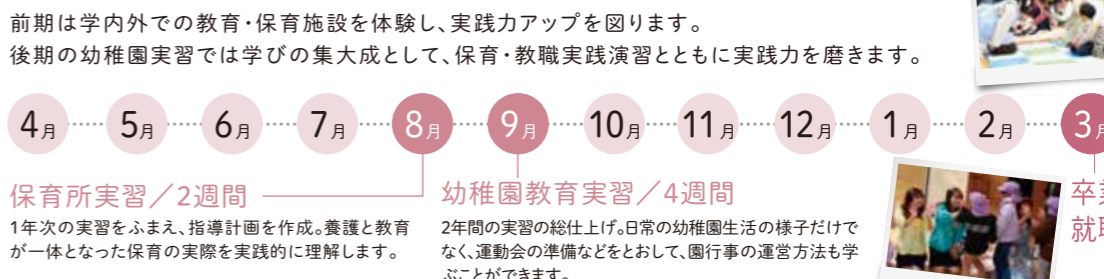 前期は学内外での教育・保育施設を体験し、実践力アップを図ります。
後期の幼稚園実習では学びの集大成として、保育・教職実践演習とともに実践力を磨きます。
4月 5月 6月 7月 8月 9月 10月 11月 12月 1月 2月 3月
保育所実習／2週間
1年次の実習をふまえ、指導計画を作成。養護と教育
が一体となった保育の実際を実践的に理解します。
幼稚園教育実習／4週間
2年間の実習の総仕上げ。日常の幼稚園生活の様子だけで
なく、運動会の準備などをとおして、園行事の運営方法も学
ぶことができます。
卒業
就職